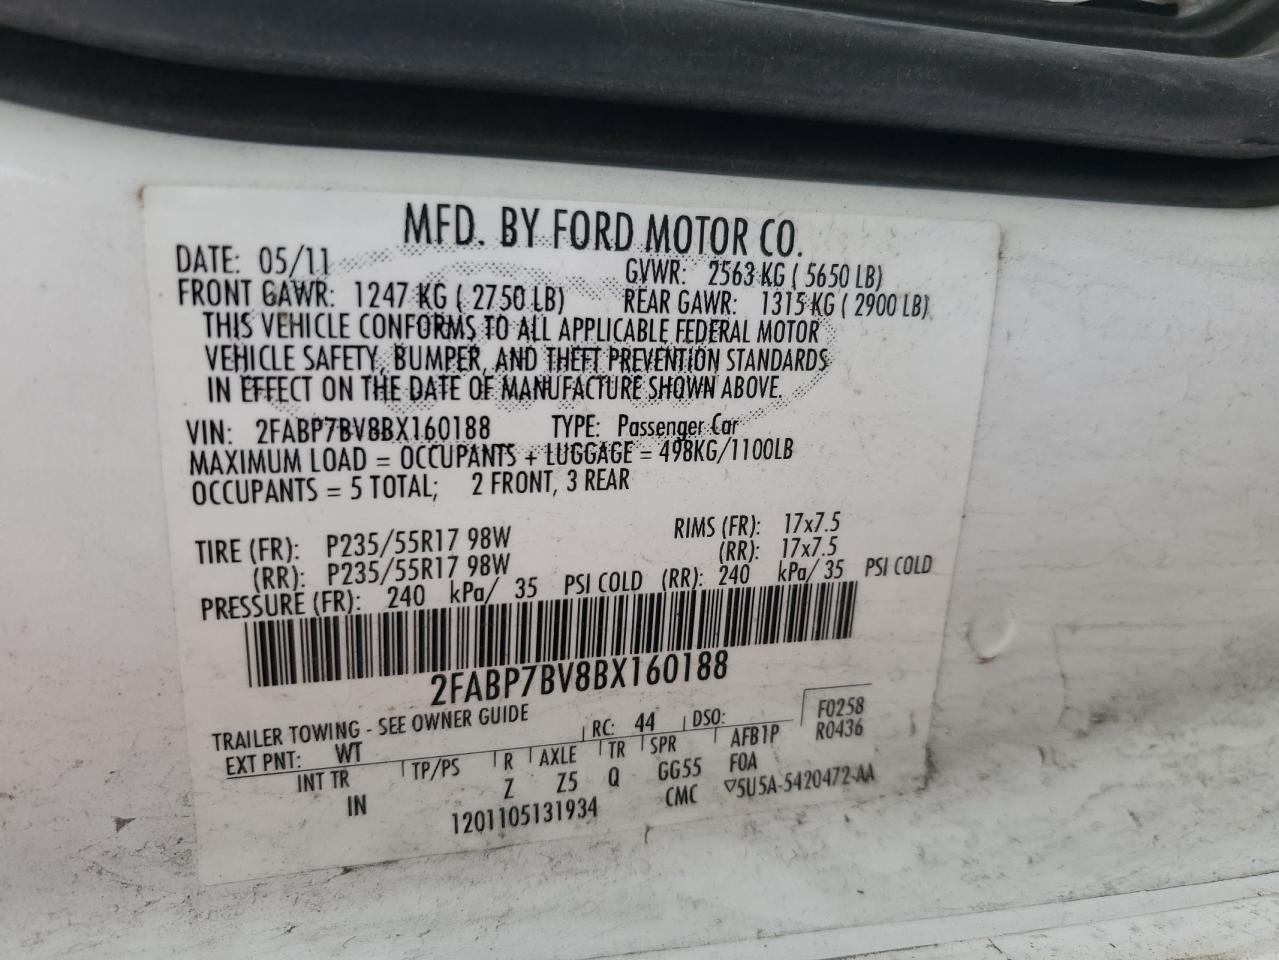 MFD. BY FORD MOTOR CO.
DATE: 05/11 GVWR: 2563 KG ( 5650 LB)
FRONT GAWR: 1247 KG ( 2750 LB) REAR GAWR: 1315 KG ( 2900 LB)
THIS VEHICLE CONFORMS TO ALL APPLICABLE FEDERAL MOTOR
VEHICLE SAFETY, BUMPER, AND THEFT PREVENTION STANDARDS
IN EFFECT ON THE DATE OF MANUFACTURE SHOWN ABOVE.
VIN: 2FABP7BV8BX160188 TYPE: Passenger Car
MAXIMUM LOAD = OCCUPANTS + LUGGAGE = 498KG/1100LB
OCCUPANTS = 5 TOTAL; 2 FRONT, 3 REAR
TIRE (FR): P235/55R17 98W RIMS (FR): 17x7.5
(RR): P235/55R17 98W (RR): 17x7.5
PRESSURE (FR): 240 kPa/ 35 PSI COLD (RR): 240 kPa/ 35 PSI COLD
2FABP7BV8BX160188
TRAILER TOWING - SEE OWNER GUIDE
EXT PNT: WT RC: 44 DSO: F0258
R0436
INT TR TP/PS R AXLE TR SPR AFB1P
IN Z Z5 Q GG55 FOA
1201105131934 CMC ▽5U5A-5420472-AA